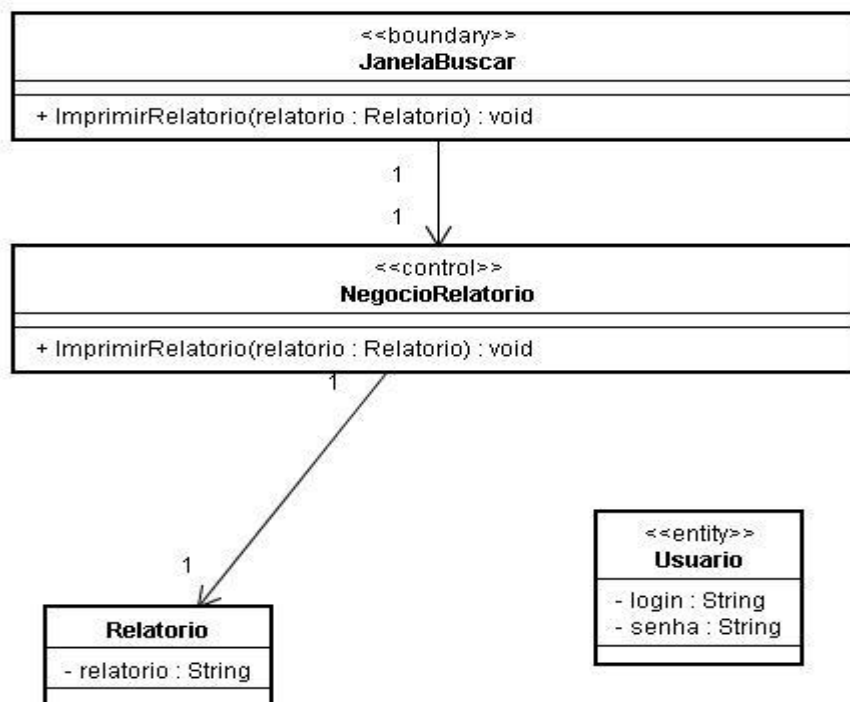 <<boundary>>
JanelaBuscar
+ ImprimirRelatorio(relatorio : Relatorio) : void
1
1
<<control>>
NegocioRelatorio
+ ImprimirRelatorio(relatorio : Relatorio) : void
1
1
Relatorio
- relatorio : String
<<entity>>
Usuario
- login : String
- senha : String